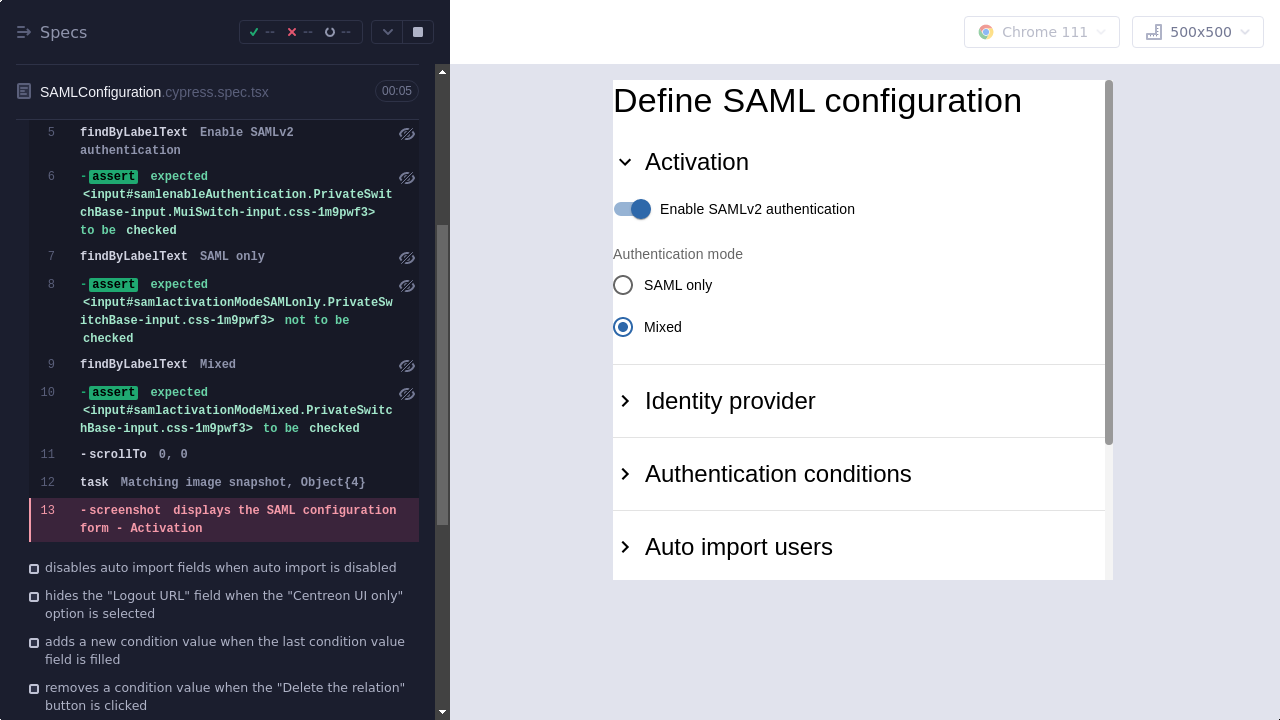 Specs
--
--
--
Chrome 111
500x500
SAMLConfiguration.cypress.spec.tsx
00:05
5 findByLabelText Enable SAMLv2
authentication
6 -assert expected
<input#samlenableAuthentication.PrivateSwit
chBase-input.MuiSwitch-input.css-1m9pwf3>
to be checked
7 findByLabelText SAML only
8 -assert expected
<input#samlactivationModeSAMLonly.PrivateSw
itchBase-input.css-1m9pwf3> not to be
checked
9 findByLabelText Mixed
10 -assert expected
<input#samlactivationModeMixed.PrivateSwitc
hBase-input.css-1m9pwf3> to be checked
11 -scrollTo 0, 0
12 task Matching image snapshot, Object{4}
13 -screenshot displays the SAML configuration
form - Activation
disables auto import fields when auto import is disabled
hides the "Logout URL" field when the "Centreon UI only"
option is selected
adds a new condition value when the last condition value
field is filled
removes a condition value when the "Delete the relation"
button is clicked
Define SAML configuration
Activation
Enable SAMLv2 authentication
Authentication mode
SAML only
Mixed
Identity provider
Authentication conditions
Auto import users